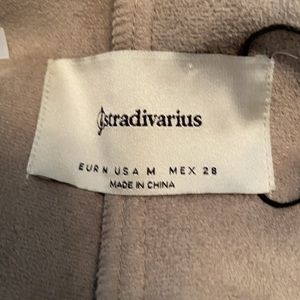 stradivarius
EUR M USA M MEX 28
MADE IN CHINA